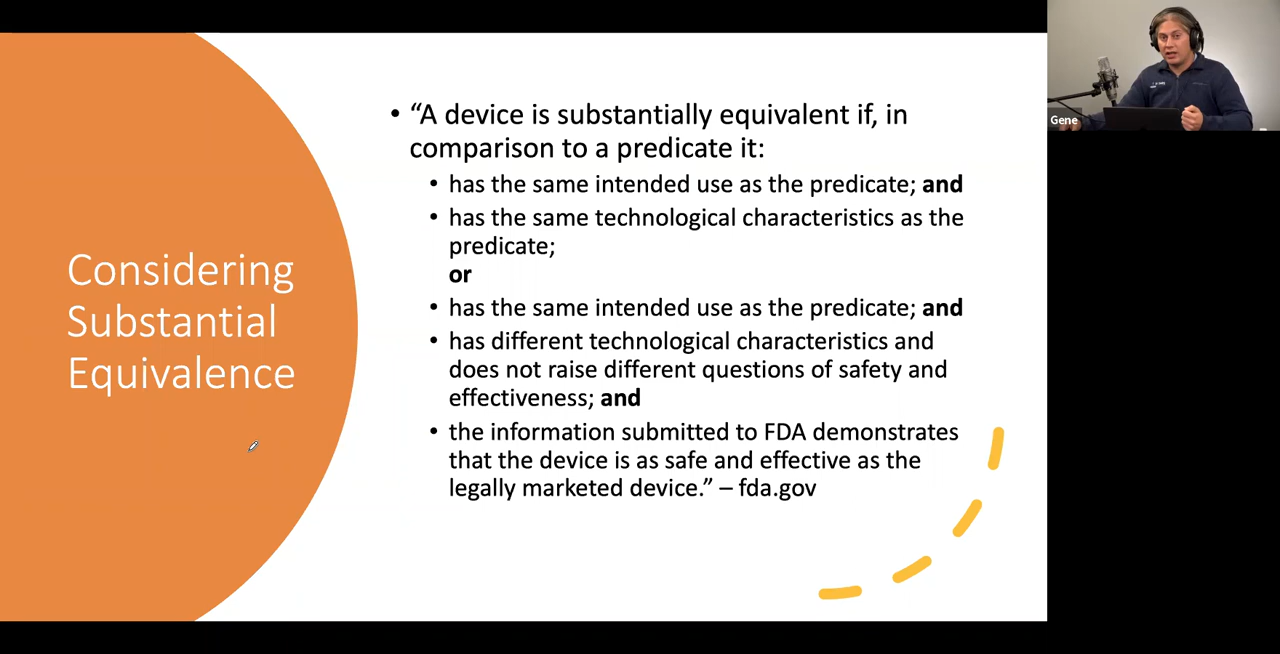 Considering
Substantial
Equivalence
• “A device is substantially equivalent if, in
comparison to a predicate it:
• has the same intended use as the predicate; and
• has the same technological characteristics as the
predicate;
or
• has the same intended use as the predicate; and
• has different technological characteristics and
does not raise different questions of safety and
effectiveness; and
• the information submitted to FDA demonstrates
that the device is as safe and effective as the
legally marketed device.” – fda.gov
Gene